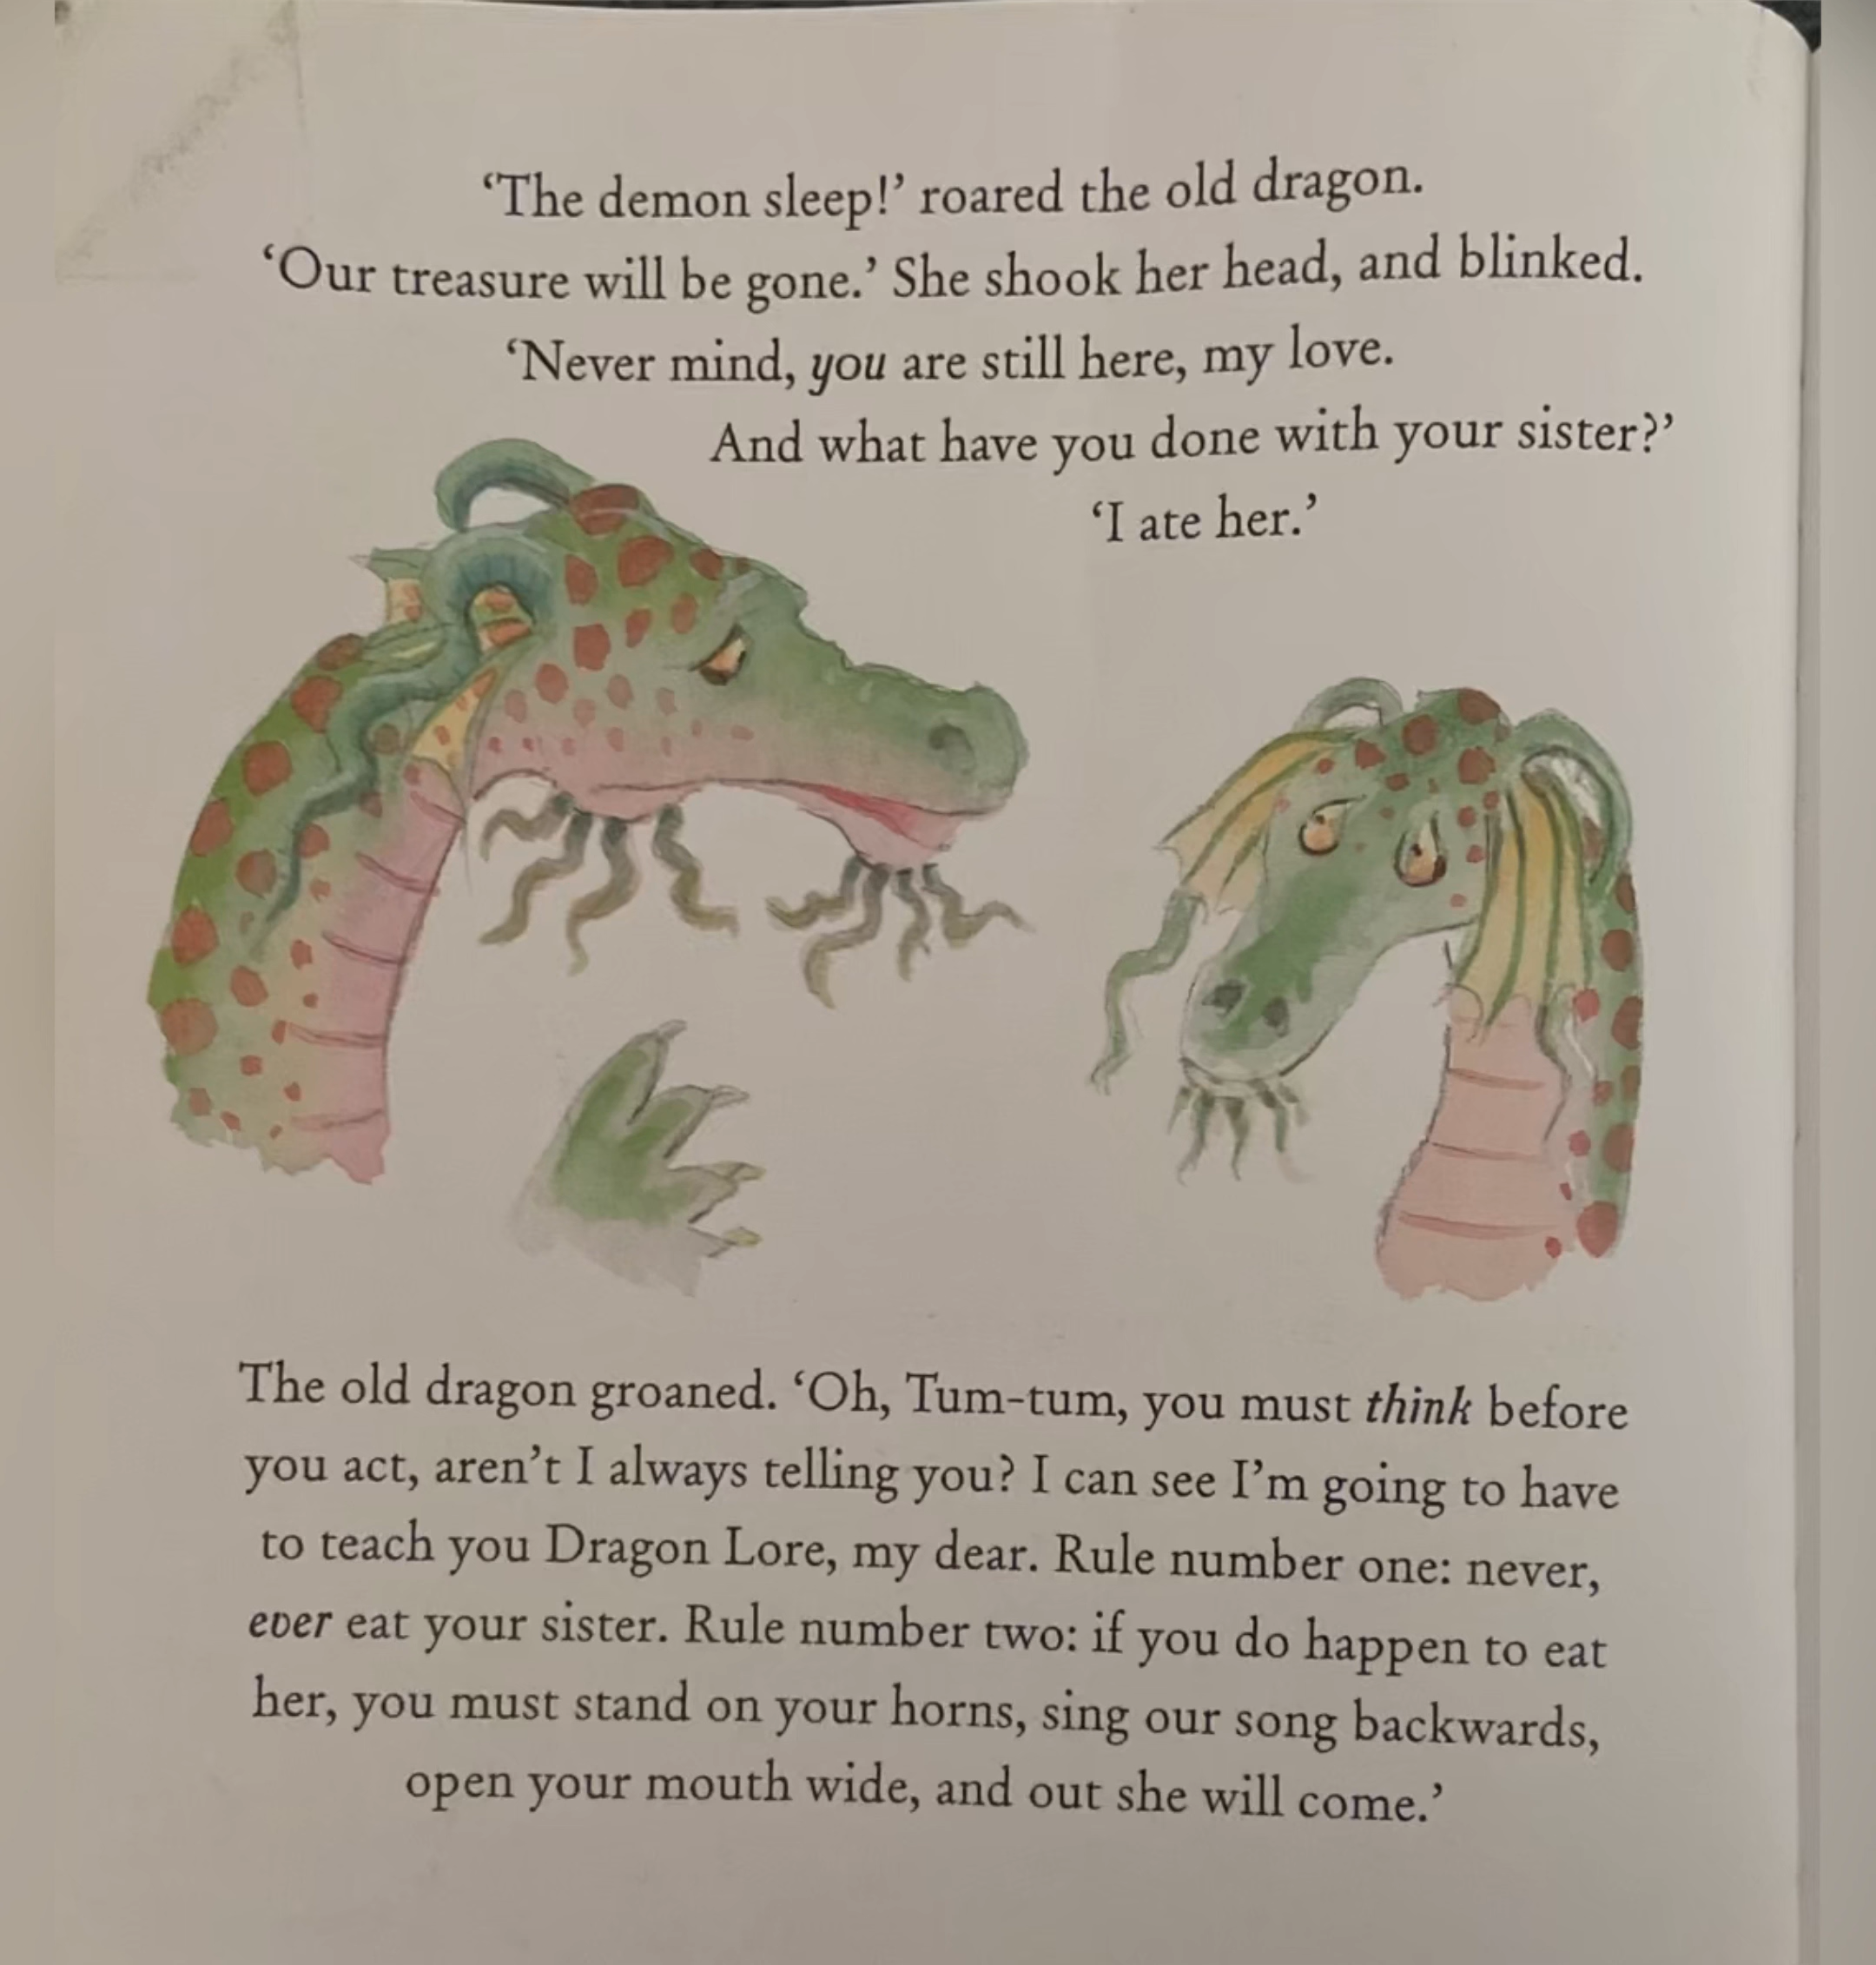 ‘The demon sleep!’ roared the old dragon.
‘Our treasure will be gone.’ She shook her head, and blinked.
‘Never mind, you are still here, my love.
And what have you done with your sister?’
‘I ate her.’
The old dragon groaned. ‘Oh, Tum-tum, you must think before
you act, aren’t I always telling you? I can see I’m going to have
to teach you Dragon Lore, my dear. Rule number one: never,
ever eat your sister. Rule number two: if you do happen to eat
her, you must stand on your horns, sing our song backwards,
open your mouth wide, and out she will come.’